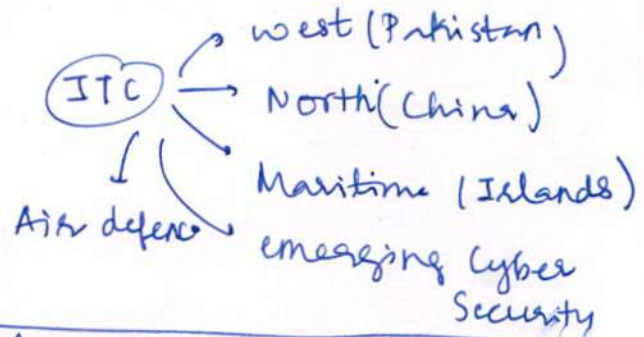 west (Pakistan)
ITC
North (China)
Maritime (Islands)
Air defence
emerging Cyber
Security